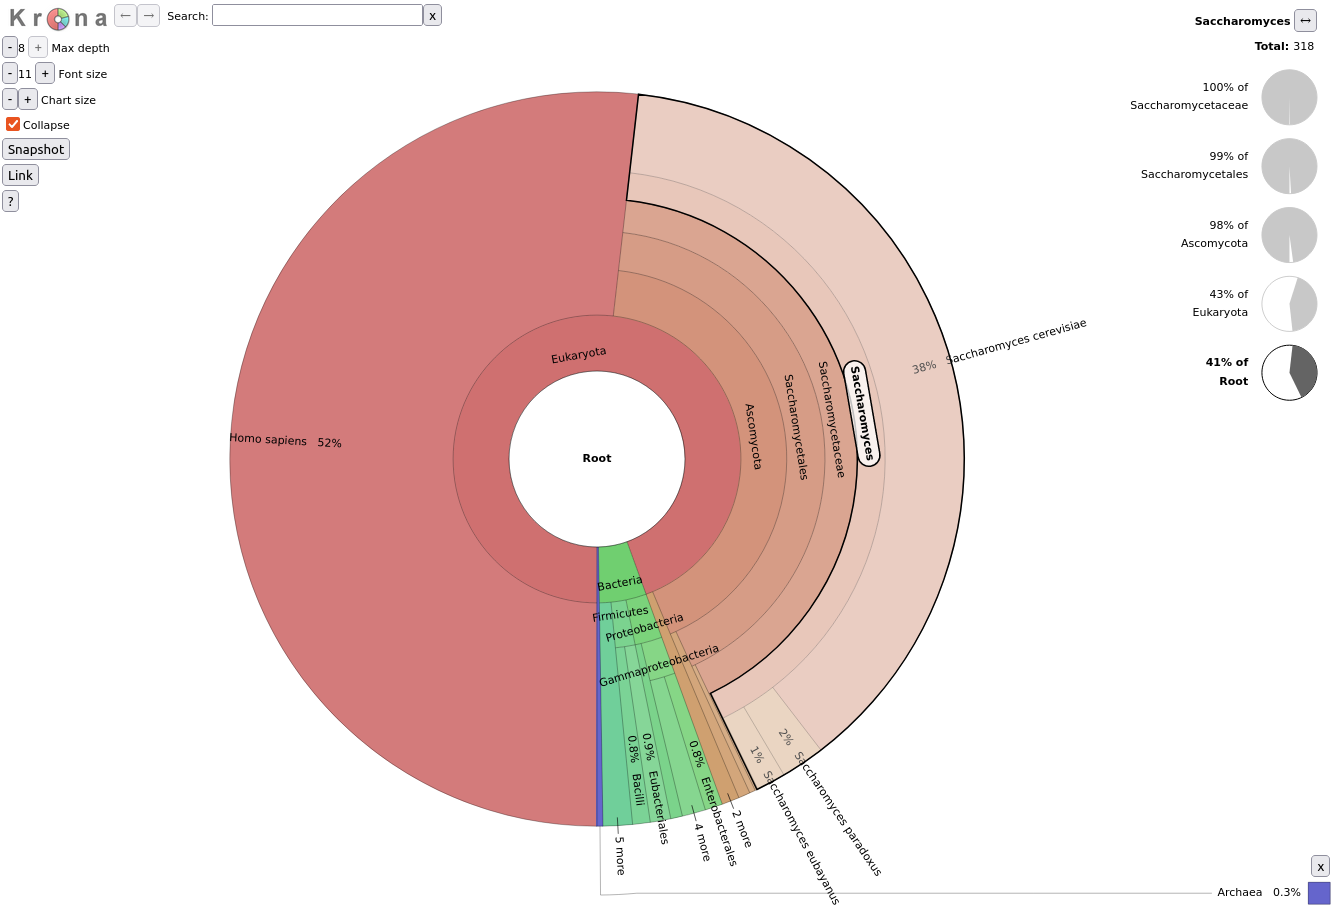 Krona
← → Search: x
- 8 + Max depth
- 11 + Font size
- + Chart size
Collapse
Snapshot
Link
?
Saccharomyces ↔
Total: 318
100% of
Saccharomycetaceae
99% of
Saccharomycetales
98% of
Ascomycota
43% of
Eukaryota
41% of
Root
Eukaryota
Homo sapiens 52%
Root
Ascomycota
Saccharomycetales
Saccharomycetaceae
Saccharomyces
38% Saccharomyces cerevisiae
Bacteria
Firmicutes
Proteobacteria
Gammaproteobacteria
0.8% Bacilli
0.9% Eubacteriales
0.8% Enterobacterales
1% Saccharomyces eubayanus
2% Saccharomyces paradoxus
5 more
4 more
2 more
x
Archaea 0.3%